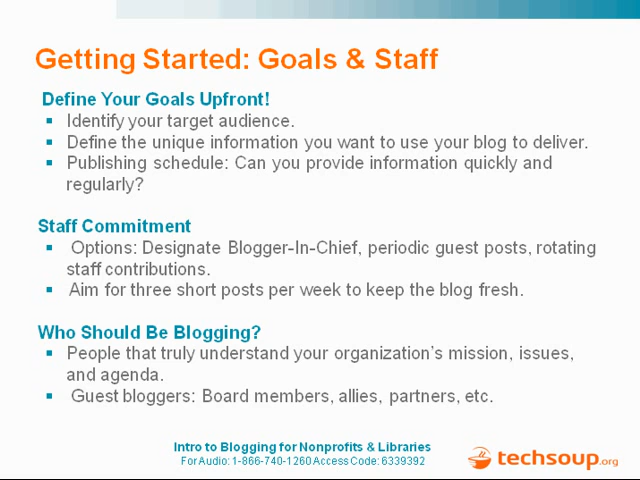 Getting Started: Goals & Staff
Define Your Goals Upfront!
▪ Identify your target audience.
▪ Define the unique information you want to use your blog to deliver.
▪ Publishing schedule: Can you provide information quickly and
regularly?
Staff Commitment
▪ Options: Designate Blogger-In-Chief, periodic guest posts, rotating
staff contributions.
▪ Aim for three short posts per week to keep the blog fresh.
Who Should Be Blogging?
▪ People that truly understand your organization's mission, issues,
and agenda.
▪ Guest bloggers: Board members, allies, partners, etc.
Intro to Blogging for Nonprofits & Libraries
For Audio: 1-866-740-1260 Access Code: 6339392
techsoup.org